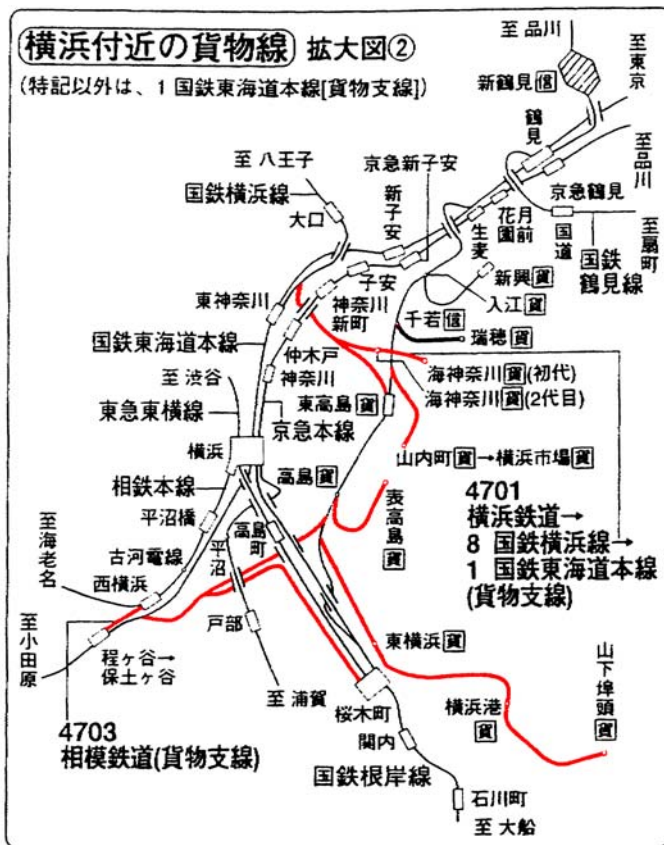 横浜付近の貨物線 拡大図②
(特記以外は、1 国鉄東海道本線[貨物支線])
至 品川
至東京
新鶴見信
鶴見
至品川
至 八王子
国鉄横浜線
大口
京急新子安
新子安
京急鶴見
花月園前
生麦
国道
至扇町
国鉄
鶴見線
新興貨
入江貨
子安
東神奈川
神奈川
新町
千若信
瑞穂貨
国鉄東海道本線
仲木戸
神奈川
海神奈川貨(初代)
海神奈川貨(2代目)
至 渋谷
東急東横線
東高島貨
京急本線
横浜
山内町貨→横浜市場貨
相鉄本線
高島貨
表高島貨
平沼橋
高島町
平沼
古河電線
西横浜
至海老名
4701
横浜鉄道→
8 国鉄横浜線→
1 国鉄東海道本線
(貨物支線)
戸部
至小田原
程ヶ谷→
保土ヶ谷
東横浜貨
至 浦賀
横浜港
貨
山下埠頭貨
桜木町
4703
相模鉄道(貨物支線)
関内
国鉄根岸線
石川町
至 大船